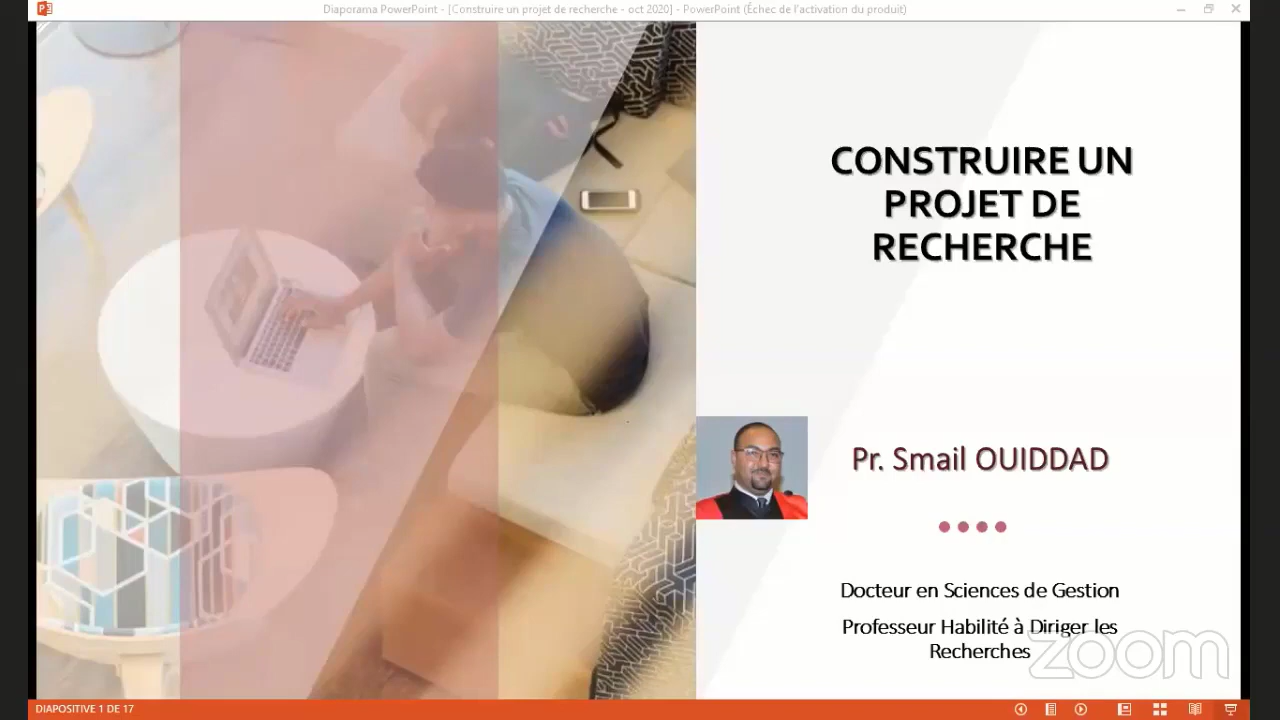 Diaporama PowerPoint - [Construire un projet de recherche - oct 2020] - PowerPoint (Échec de l'activation du produit)
CONSTRUIRE UN
PROJET DE
RECHERCHE
Pr. Smail OUIDDAD
Docteur en Sciences de Gestion
Professeur Habilité à Diriger les
Recherches
zoom
DIAPOSITIVE 1 DE 17